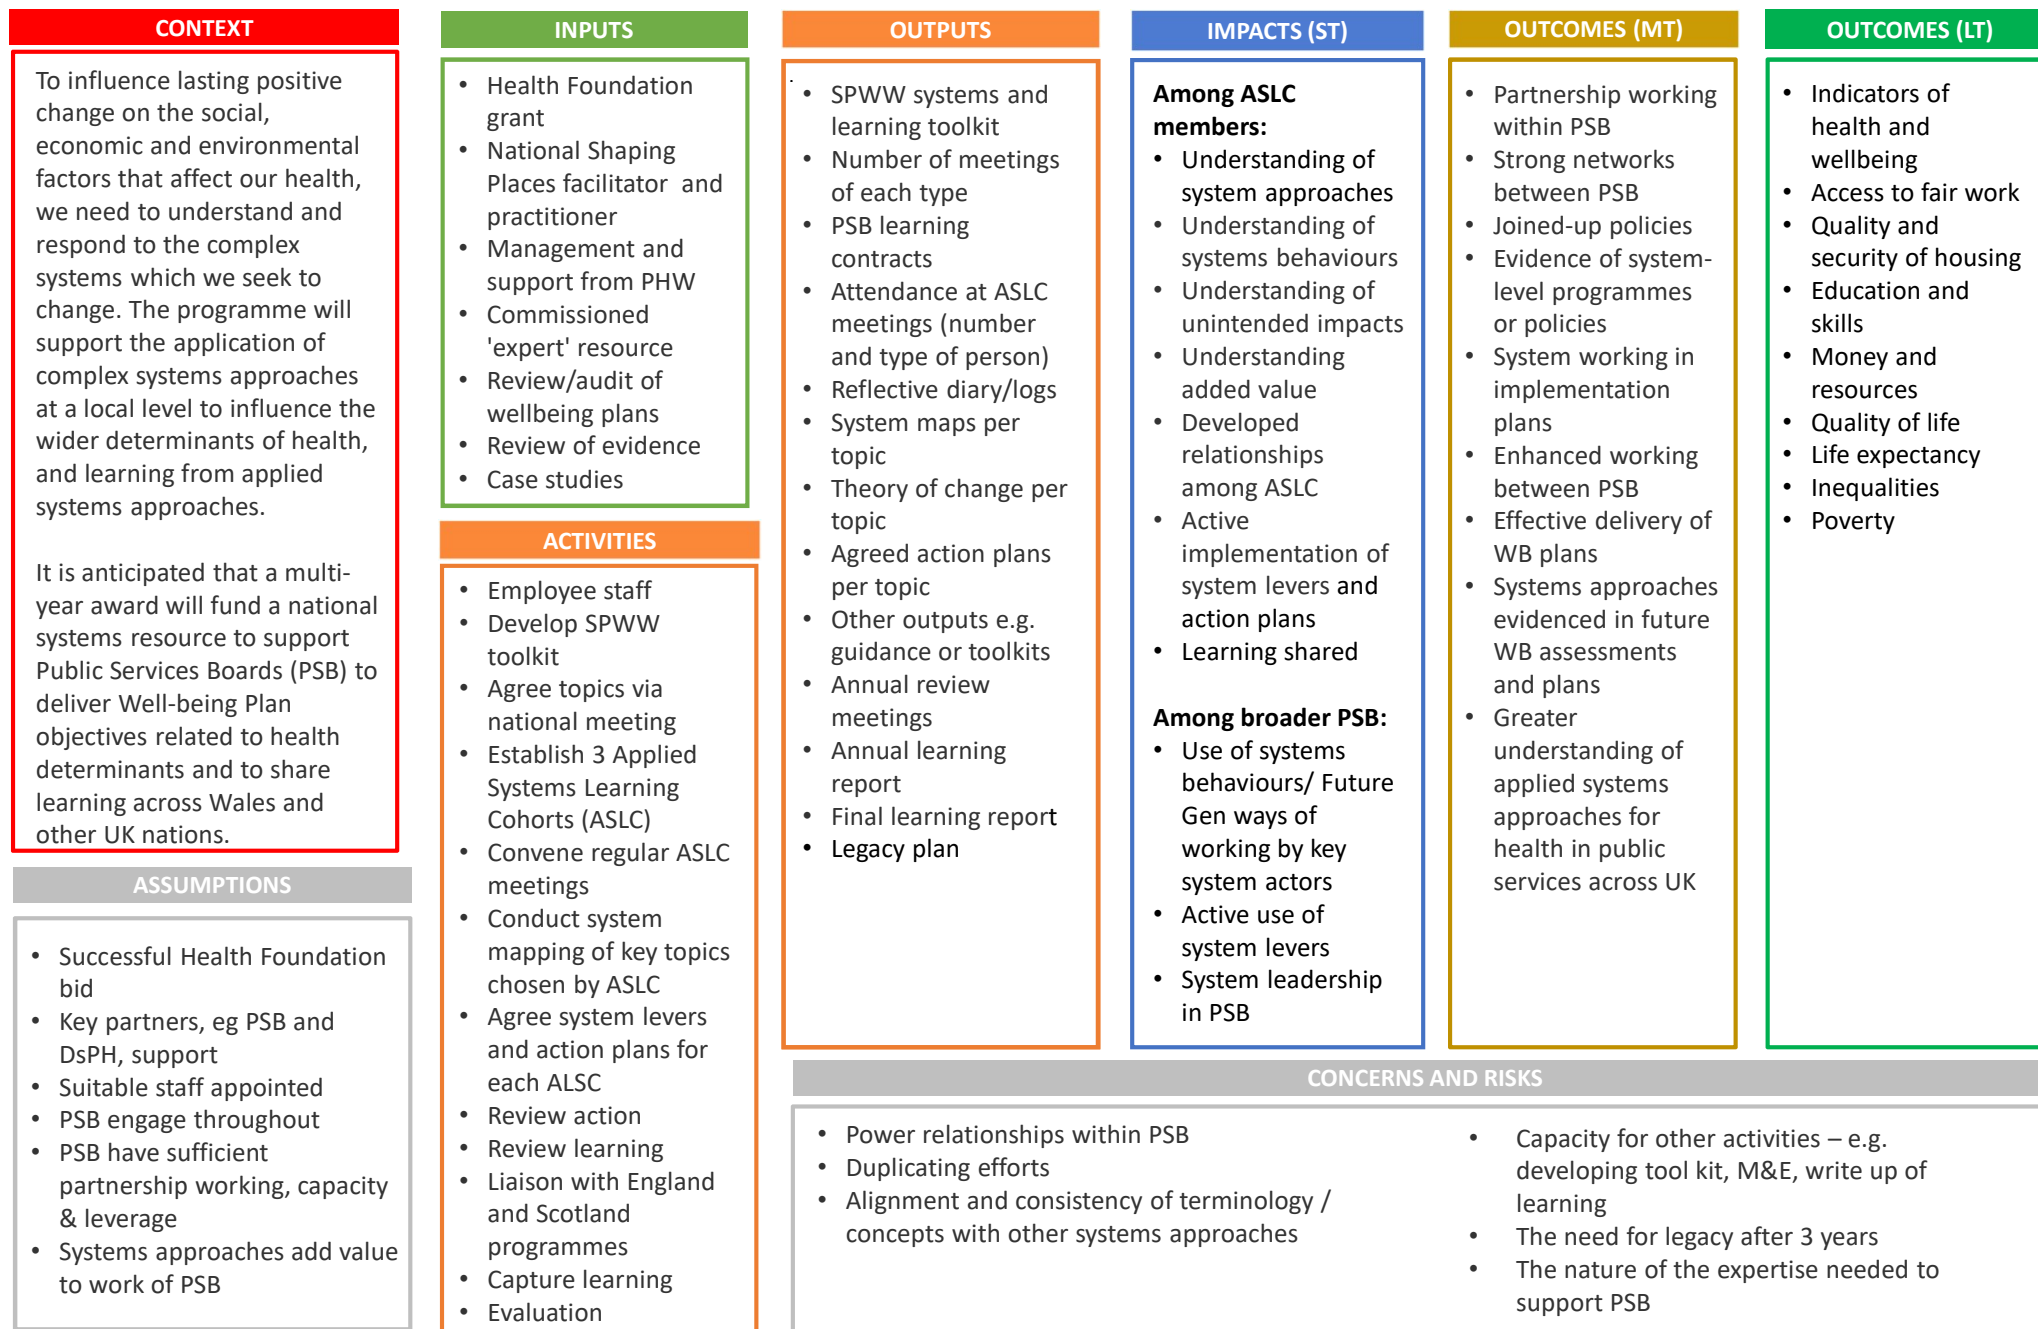 CONTEXT
To influence lasting positive
change on the social,
economic and environmental
factors that affect our health,
we need to understand and
respond to the complex
systems which we seek to
change. The programme will
support the application of
complex systems approaches
at a local level to influence the
wider determinants of health,
and learning from applied
systems approaches.
It is anticipated that a multi-
year award will fund a national
systems resource to support
Public Services Boards (PSB) to
deliver Well-being Plan
objectives related to health
determinants and to share
learning across Wales and
other UK nations.
ASSUMPTIONS
• Successful Health Foundation
bid
• Key partners, eg PSB and
DsPH, support
• Suitable staff appointed
• PSB engage throughout
• PSB have sufficient
partnership working, capacity
& leverage
• Systems approaches add value
to work of PSB
INPUTS
• Health Foundation
grant
• National Shaping
Places facilitator and
practitioner
• Management and
support from PHW
• Commissioned
'expert' resource
• Review/audit of
wellbeing plans
• Review of evidence
• Case studies
ACTIVITIES
• Employee staff
• Develop SPWW
toolkit
• Agree topics via
national meeting
• Establish 3 Applied
Systems Learning
Cohorts (ASLC)
• Convene regular ASLC
meetings
• Conduct system
mapping of key topics
chosen by ASLC
• Agree system levers
and action plans for
each ALSC
• Review action
• Review learning
• Liaison with England
and Scotland
programmes
• Capture learning
• Evaluation
OUTPUTS
.
• SPWW systems and
learning toolkit
• Number of meetings
of each type
• PSB learning
contracts
• Attendance at ASLC
meetings (number
and type of person)
• Reflective diary/logs
• System maps per
topic
• Theory of change per
topic
• Agreed action plans
per topic
• Other outputs e.g.
guidance or toolkits
• Annual review
meetings
• Annual learning
report
• Final learning report
• Legacy plan
IMPACTS (ST)
Among ASLC
members:
• Understanding of
system approaches
• Understanding of
systems behaviours
• Understanding of
unintended impacts
• Understanding
added value
• Developed
relationships
among ASLC
• Active
implementation of
system levers and
action plans
• Learning shared
Among broader PSB:
• Use of systems
behaviours/ Future
Gen ways of
working by key
system actors
• Active use of
system levers
• System leadership
in PSB
OUTCOMES (MT)
• Partnership working
within PSB
• Strong networks
between PSB
• Joined-up policies
• Evidence of system-
level programmes
or policies
• System working in
implementation
plans
• Enhanced working
between PSB
• Effective delivery of
WB plans
• Systems approaches
evidenced in future
WB assessments
and plans
• Greater
understanding of
applied systems
approaches for
health in public
services across UK
OUTCOMES (LT)
• Indicators of
health and
wellbeing
• Access to fair work
• Quality and
security of housing
• Education and
skills
• Money and
resources
• Quality of life
• Life expectancy
• Inequalities
• Poverty
CONCERNS AND RISKS
• Power relationships within PSB
• Duplicating efforts
• Alignment and consistency of terminology /
concepts with other systems approaches
• Capacity for other activities – e.g.
developing tool kit, M&E, write up of
learning
• The need for legacy after 3 years
• The nature of the expertise needed to
support PSB